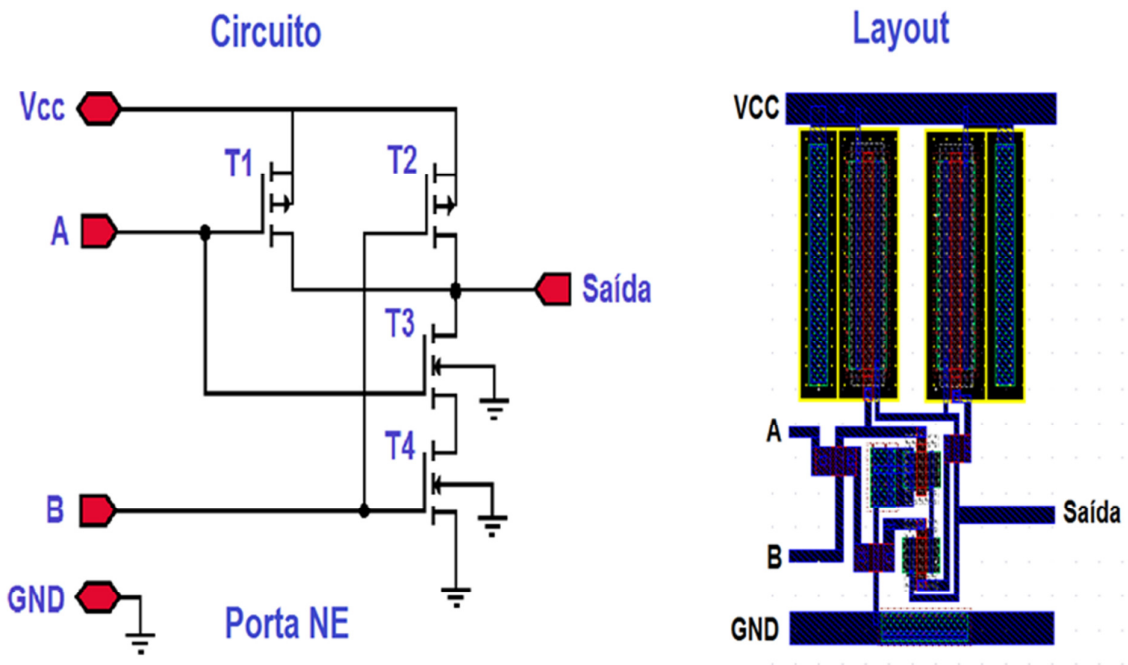 Circuito
Vcc
T1
T2
A
Saída
T3
T4
B
GND
Porta NE
Layout
VCC
A
Saída
B
GND